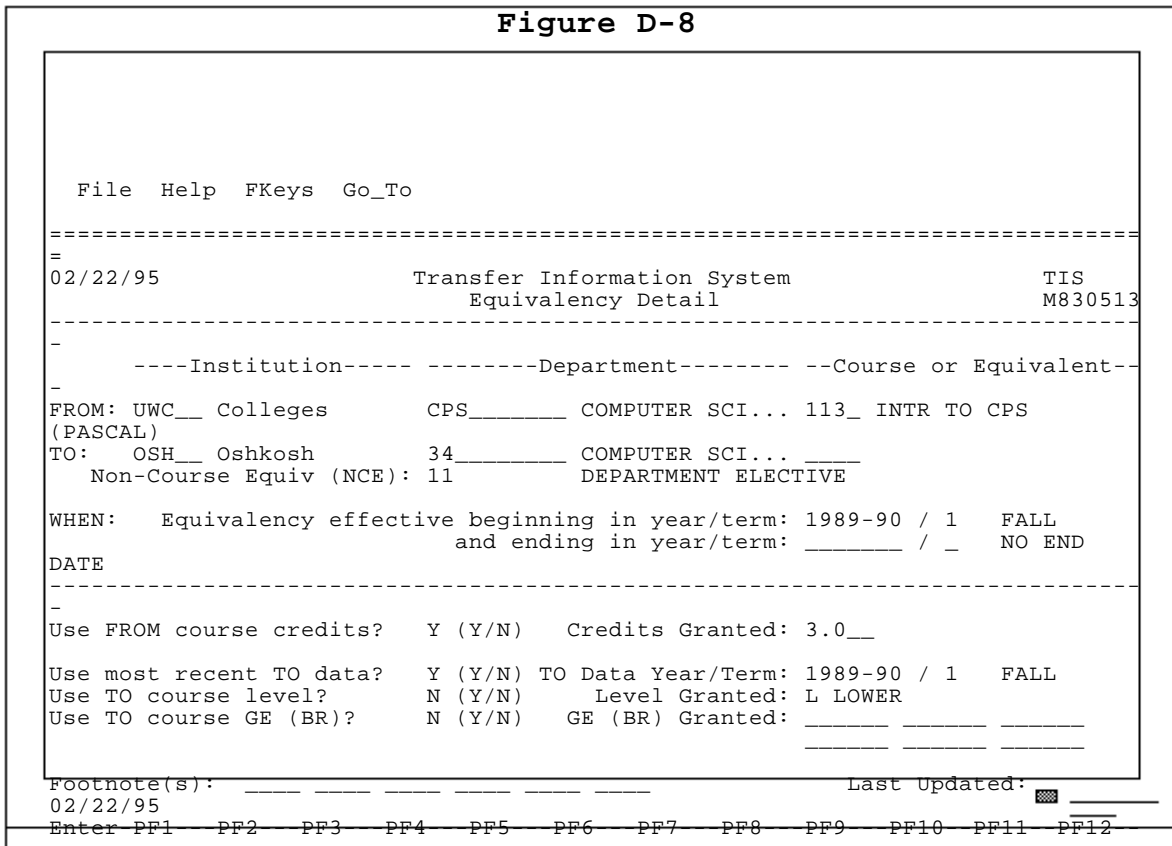 Figure D-8
File  Help  FKeys  Go_To
==============================================================================
=
02/22/95                  Transfer Information System                  TIS
                              Equivalency Detail                       M830513
------------------------------------------------------------------------------
-
      ----Institution----- --------Department-------- --Course or Equivalent--
-
FROM: UWC__ Colleges       CPS_______ COMPUTER SCI... 113_ INTR TO CPS
(PASCAL)
TO:   OSH__ Oshkosh        34________ COMPUTER SCI... ____
   Non-Course Equiv (NCE): 11         DEPARTMENT ELECTIVE
WHEN:   Equivalency effective beginning in year/term: 1989-90 / 1   FALL
                             and ending in year/term: _______ / _   NO END
DATE
------------------------------------------------------------------------------
-
Use FROM course credits?   Y (Y/N)   Credits Granted: 3.0__
Use most recent TO data?   Y (Y/N) TO Data Year/Term: 1989-90 / 1   FALL
Use TO course level?       N (Y/N)     Level Granted: L LOWER
Use TO course GE (BR)?     N (Y/N)   GE (BR) Granted: ______ ______ ______
                                                      ______ ______ ______
Footnote(s):  ____ ____ ____ ____ ____ ____              Last Updated:
02/22/95
Enter-PF1---PF2---PF3---PF4---PF5---PF6---PF7---PF8---PF9---PF10--PF11--PF12--